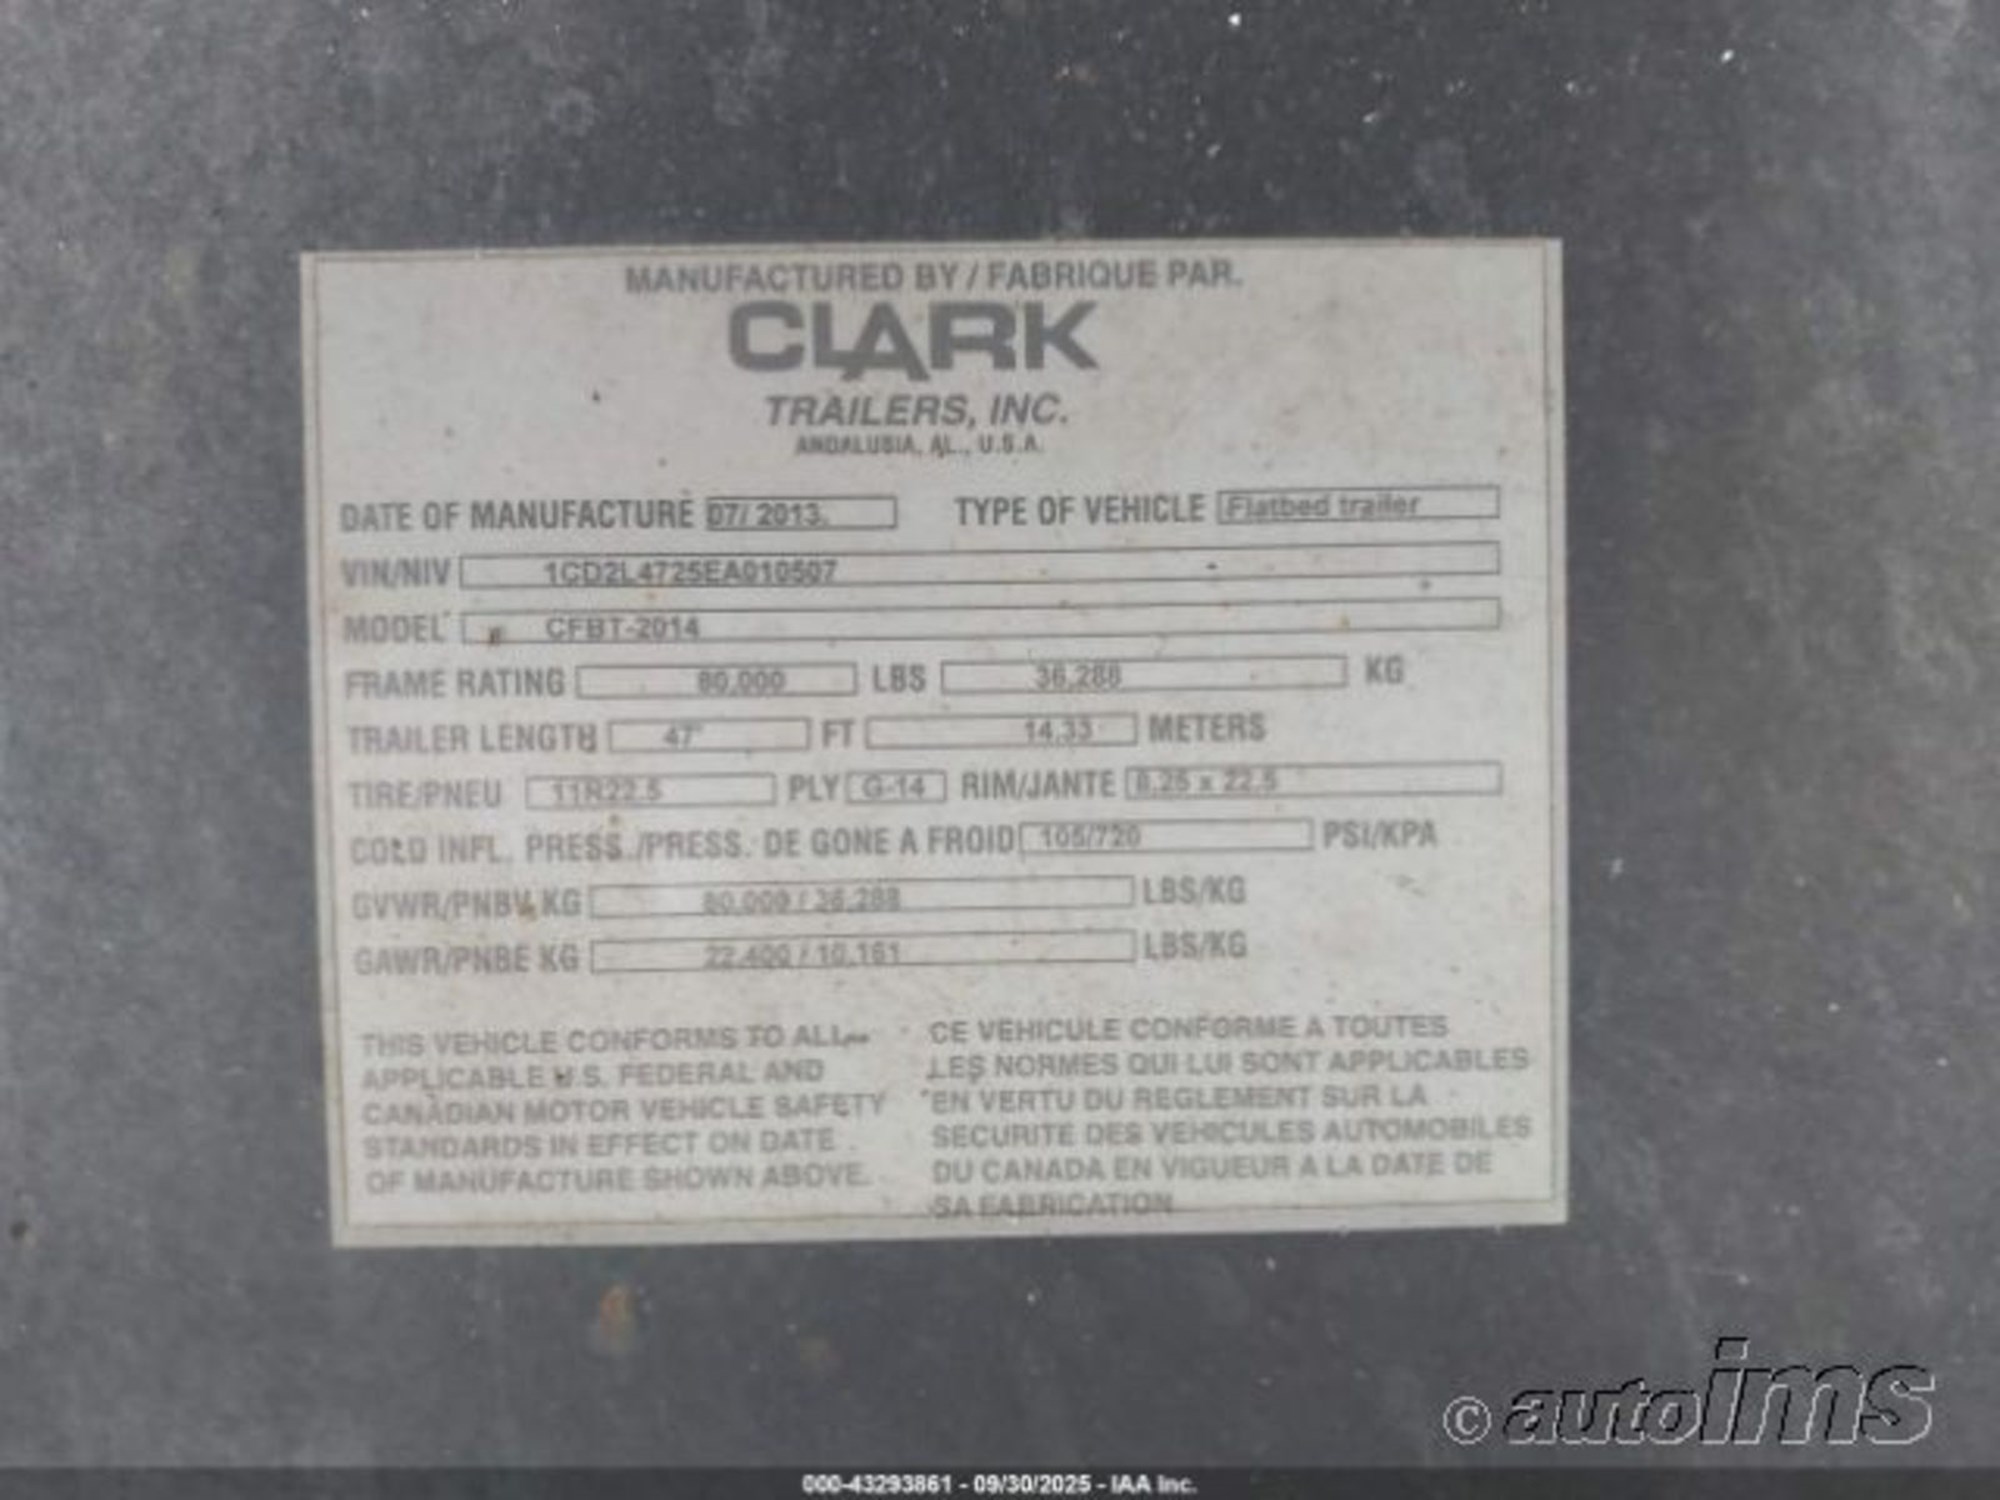 MANUFACTURED BY / FABRIQUE PAR.
CLARK
TRAILERS, INC.
ANDALUSIA, AL., U.S.A.
DATE OF MANUFACTURE 07/ 2013. TYPE OF VEHICLE Flatbed trailer
VIN/NIV 1CD2L4725EA010507
MODEL CFBT-2014
FRAME RATING 80,000 LBS 36,288 KG
TRAILER LENGTH 47' FT 14.33 METERS
TIRE/PNEU 11R22.5 PLY G-14 RIM/JANTE 8.25 x 22.5
COLD INFL. PRESS./PRESS. DE GONE A FROID 105/720 PSI/KPA
GVWR/PNBV KG 80,000 / 36,288 LBS/KG
GAWR/PNBE KG 22,400 / 10,161 LBS/KG
THIS VEHICLE CONFORMS TO ALL
APPLICABLE U.S. FEDERAL AND
CANADIAN MOTOR VEHICLE SAFETY
STANDARDS IN EFFECT ON DATE
OF MANUFACTURE SHOWN ABOVE.
CE VEHICULE CONFORME A TOUTES
LES NORMES QUI LUI SONT APPLICABLES
EN VERTU DU REGLEMENT SUR LA
SECURITE DES VEHICULES AUTOMOBILES
DU CANADA EN VIGUEUR A LA DATE DE
SA FABRICATION
© autoims
000-43293861 - 09/30/2025 - IAA Inc.